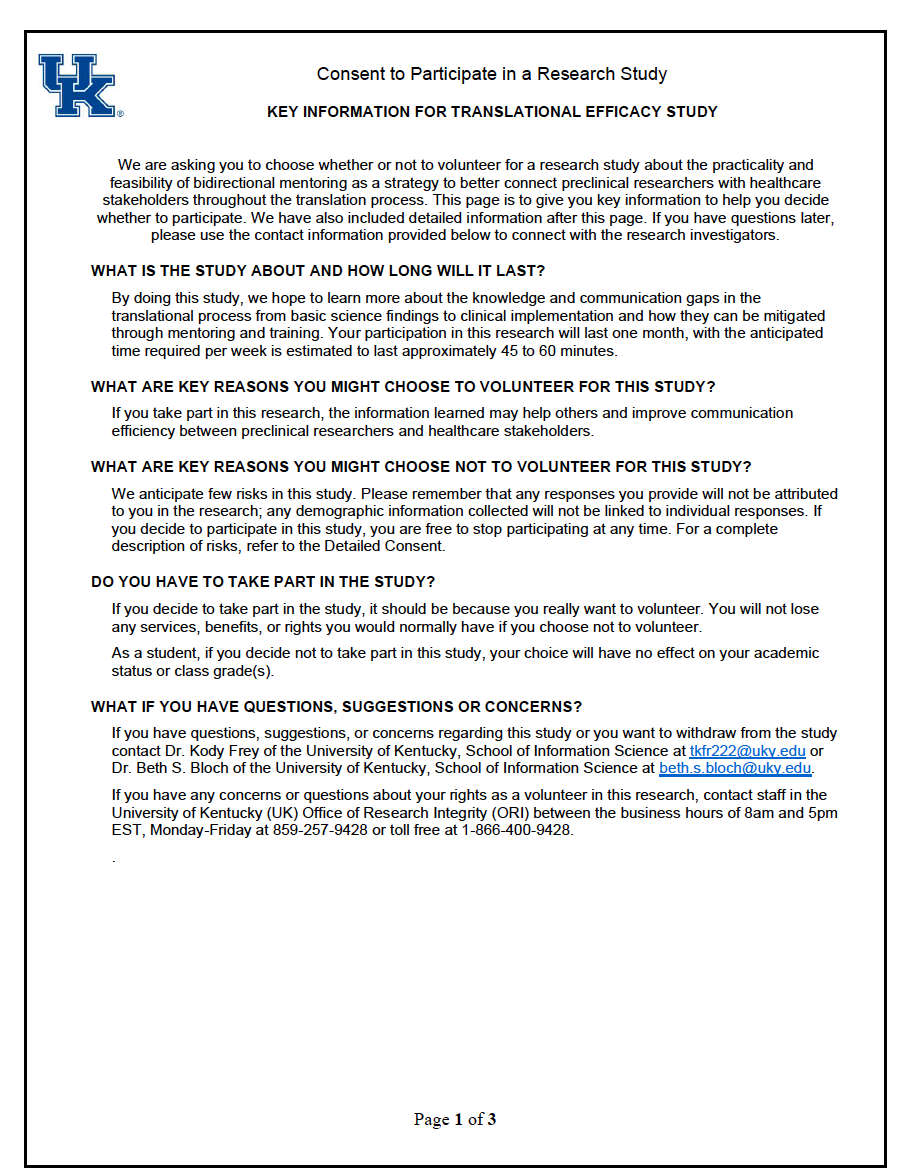 UK®
Consent to Participate in a Research Study
KEY INFORMATION FOR TRANSLATIONAL EFFICACY STUDY
We are asking you to choose whether or not to volunteer for a research study about the practicality and
feasibility of bidirectional mentoring as a strategy to better connect preclinical researchers with healthcare
stakeholders throughout the translation process. This page is to give you key information to help you decide
whether to participate. We have also included detailed information after this page. If you have questions later,
please use the contact information provided below to connect with the research investigators.
WHAT IS THE STUDY ABOUT AND HOW LONG WILL IT LAST?
By doing this study, we hope to learn more about the knowledge and communication gaps in the
translational process from basic science findings to clinical implementation and how they can be mitigated
through mentoring and training. Your participation in this research will last one month, with the anticipated
time required per week is estimated to last approximately 45 to 60 minutes.
WHAT ARE KEY REASONS YOU MIGHT CHOOSE TO VOLUNTEER FOR THIS STUDY?
If you take part in this research, the information learned may help others and improve communication
efficiency between preclinical researchers and healthcare stakeholders.
WHAT ARE KEY REASONS YOU MIGHT CHOOSE NOT TO VOLUNTEER FOR THIS STUDY?
We anticipate few risks in this study. Please remember that any responses you provide will not be attributed
to you in the research; any demographic information collected will not be linked to individual responses. If
you decide to participate in this study, you are free to stop participating at any time. For a complete
description of risks, refer to the Detailed Consent.
DO YOU HAVE TO TAKE PART IN THE STUDY?
If you decide to take part in the study, it should be because you really want to volunteer. You will not lose
any services, benefits, or rights you would normally have if you choose not to volunteer.
As a student, if you decide not to take part in this study, your choice will have no effect on your academic
status or class grade(s).
WHAT IF YOU HAVE QUESTIONS, SUGGESTIONS OR CONCERNS?
If you have questions, suggestions, or concerns regarding this study or you want to withdraw from the study
contact Dr. Kody Frey of the University of Kentucky, School of Information Science at tkfr222@uky.edu or
Dr. Beth S. Bloch of the University of Kentucky, School of Information Science at beth.s.bloch@uky.edu.
If you have any concerns or questions about your rights as a volunteer in this research, contact staff in the
University of Kentucky (UK) Office of Research Integrity (ORI) between the business hours of 8am and 5pm
EST, Monday-Friday at 859-257-9428 or toll free at 1-866-400-9428.
.
Page 1 of 3